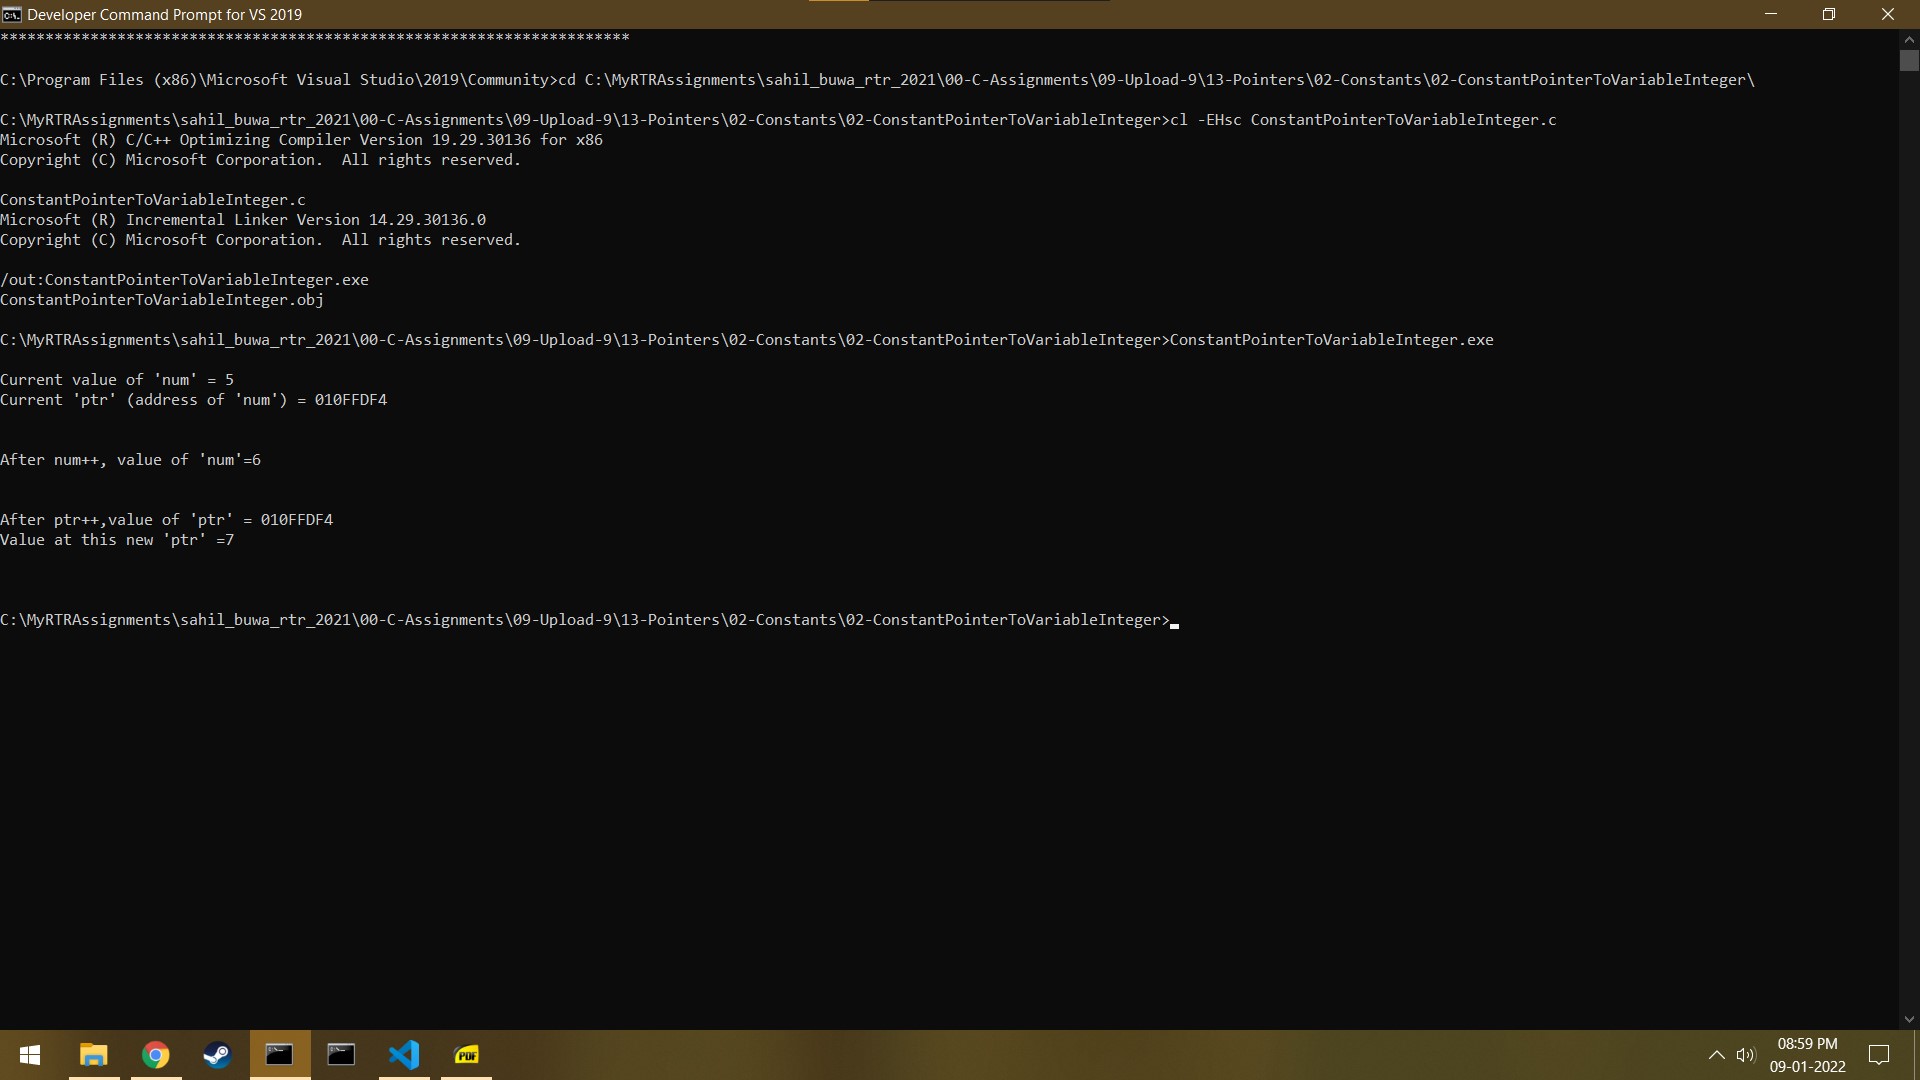 Developer Command Prompt for VS 2019
**********************************************************************
C:\Program Files (x86)\Microsoft Visual Studio\2019\Community>cd C:\MyRTRAssignments\sahil_buwa_rtr_2021\00-C-Assignments\09-Upload-9\13-Pointers\02-Constants\02-ConstantPointerToVariableInteger\
C:\MyRTRAssignments\sahil_buwa_rtr_2021\00-C-Assignments\09-Upload-9\13-Pointers\02-Constants\02-ConstantPointerToVariableInteger>cl -EHsc ConstantPointerToVariableInteger.c
Microsoft (R) C/C++ Optimizing Compiler Version 19.29.30136 for x86
Copyright (C) Microsoft Corporation.  All rights reserved.
ConstantPointerToVariableInteger.c
Microsoft (R) Incremental Linker Version 14.29.30136.0
Copyright (C) Microsoft Corporation.  All rights reserved.
/out:ConstantPointerToVariableInteger.exe
ConstantPointerToVariableInteger.obj
C:\MyRTRAssignments\sahil_buwa_rtr_2021\00-C-Assignments\09-Upload-9\13-Pointers\02-Constants\02-ConstantPointerToVariableInteger>ConstantPointerToVariableInteger.exe
Current value of 'num' = 5
Current 'ptr' (address of 'num') = 010FFDF4
After num++, value of 'num'=6
After ptr++,value of 'ptr' = 010FFDF4
Value at this new 'ptr' =7
C:\MyRTRAssignments\sahil_buwa_rtr_2021\00-C-Assignments\09-Upload-9\13-Pointers\02-Constants\02-ConstantPointerToVariableInteger>
PDF
08:59 PM
09-01-2022